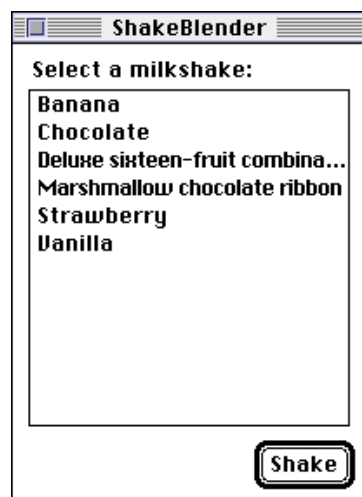 ShakeBlender
Select a milkshake:
Banana
Chocolate
Deluxe sixteen-fruit combina...
Marshmallow chocolate ribbon
Strawberry
Vanilla
Shake